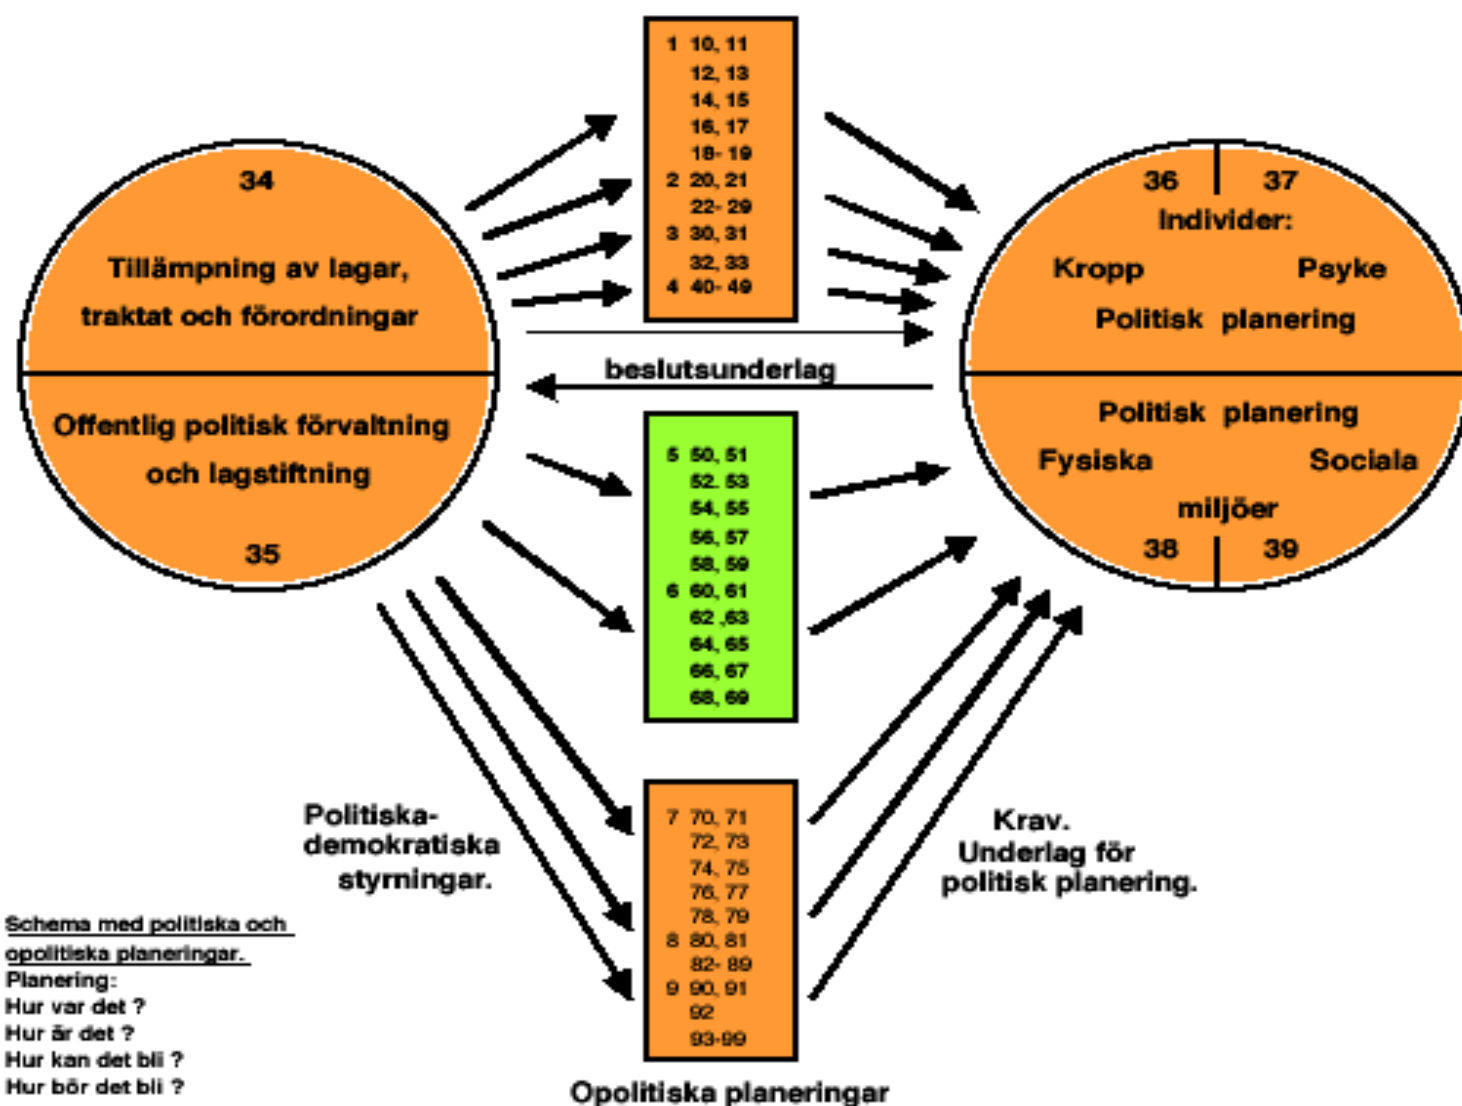 1 10, 11
12, 13
14, 15
16, 17
18- 19
2 20, 21
22- 29
3 30, 31
32, 33
4 40- 49
34
Tillämpning av lagar,
traktat och förordningar
Offentlig politisk förvaltning
och lagstiftning
35
36 37
Individer:
Kropp Psyke
Politisk planering
Politisk planering
Fysiska Sociala
miljöer
38 39
beslutsunderlag
5 50, 51
52. 53
54, 55
56, 57
58, 59
6 60, 61
62 ,63
64, 65
66, 67
68, 69
7 70, 71
72, 73
74, 75
76, 77
78, 79
8 80, 81
82- 89
9 90, 91
92
93-99
Politiska-
demokratiska
styrningar.
Krav.
Underlag för
politisk planering.
Schema med politiska och
opolitiska planeringar.
Planering:
Hur var det ?
Hur är det ?
Hur kan det bli ?
Hur bör det bli ?
Opolitiska planeringar